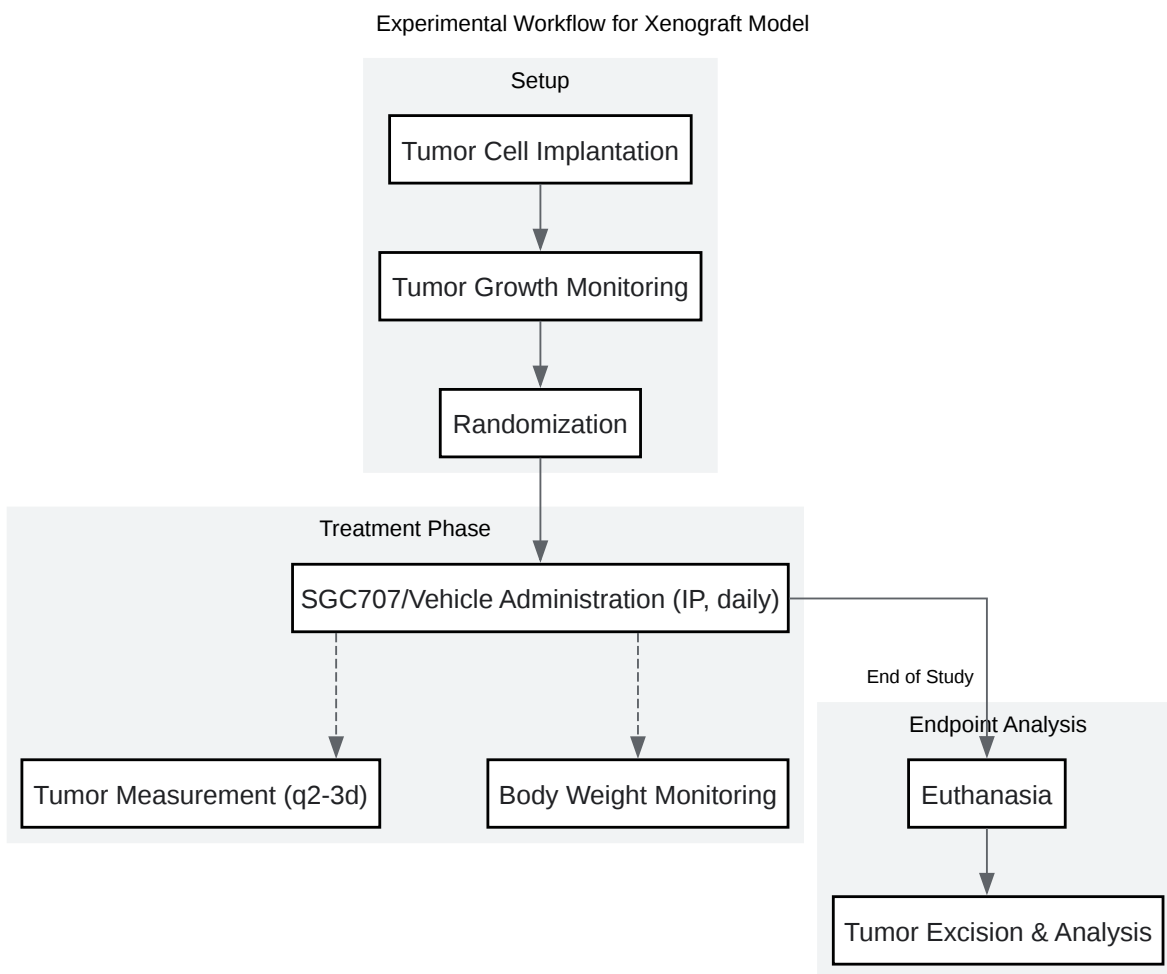 Experimental Workflow for Xenograft Model
Setup
Tumor Cell Implantation
Tumor Growth Monitoring
Randomization
Treatment Phase
SGC707/Vehicle Administration (IP, daily)
End of Study
Endpoint Analysis
Tumor Measurement (q2-3d)
Body Weight Monitoring
Euthanasia
Tumor Excision & Analysis